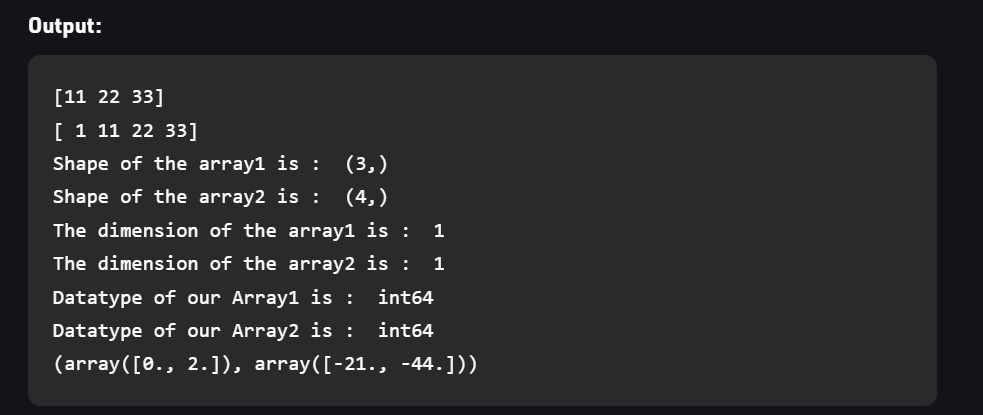 Output:
[11 22 33]
[ 1 11 22 33]
Shape of the array1 is :  (3,)
Shape of the array2 is :  (4,)
The dimension of the array1 is :  1
The dimension of the array2 is :  1
Datatype of our Array1 is :  int64
Datatype of our Array2 is :  int64
(array([0., 2.]), array([-21., -44.]))